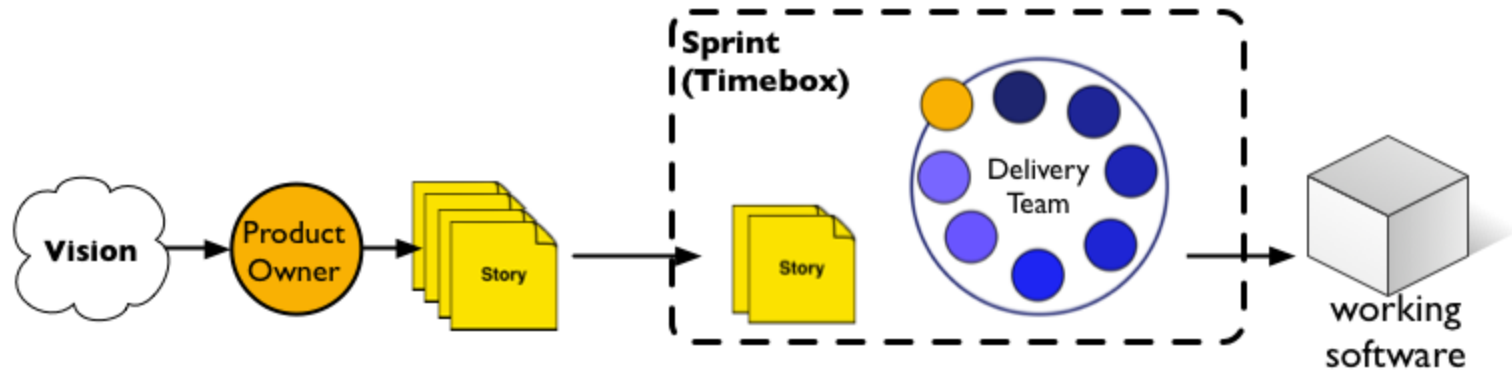 Vision
Product
Owner
Story
Sprint
(Timebox)
Story
Delivery
Team
working
software